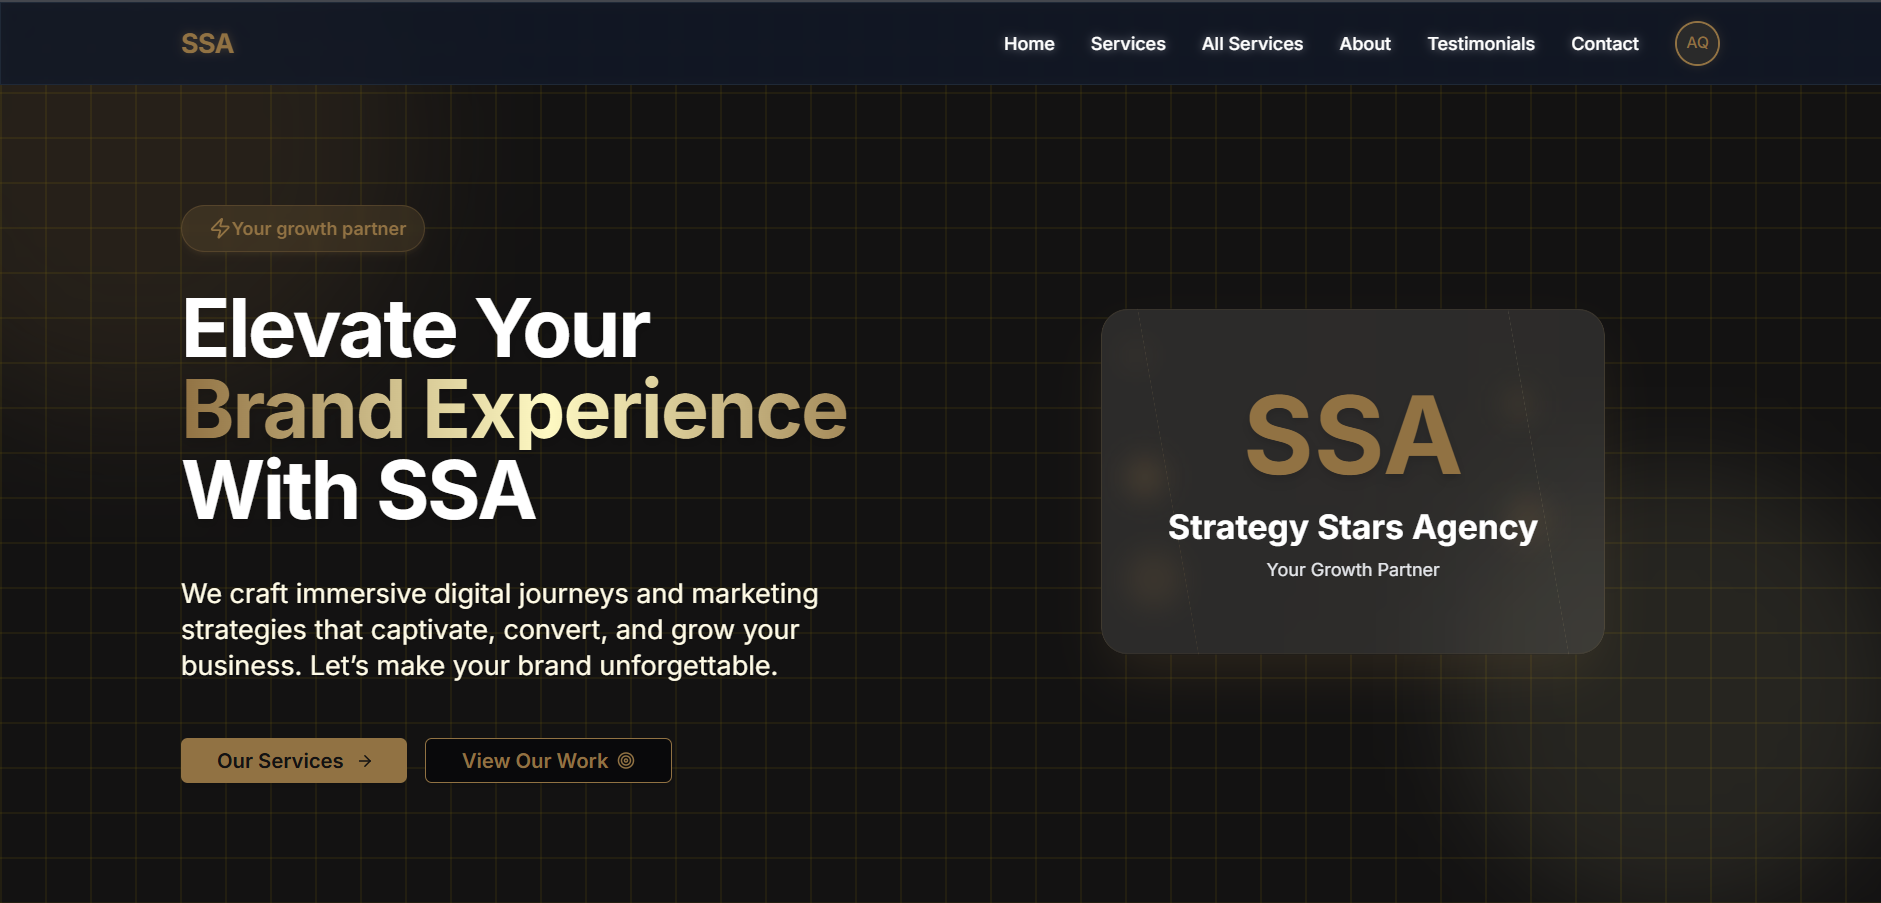 SSA
Home Services All Services About Testimonials Contact AQ
Your growth partner
Elevate Your
Brand Experience
With SSA
We craft immersive digital journeys and marketing
strategies that captivate, convert, and grow your
business. Let’s make your brand unforgettable.
Our Services
View Our Work
SSA
Strategy Stars Agency
Your Growth Partner